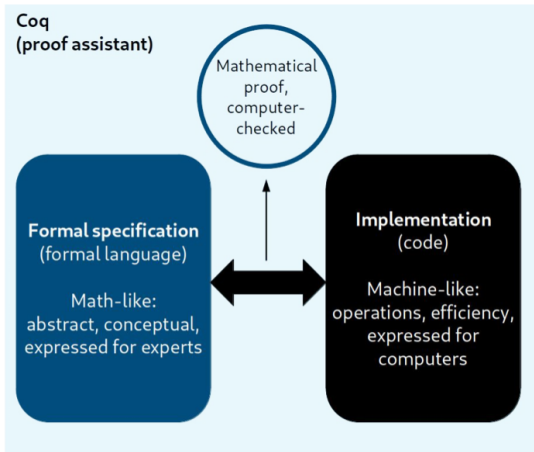 Coq
(proof assistant)
Mathematical
proof,
computer-
checked
Formal specification
(formal language)
Math-like:
abstract, conceptual,
expressed for experts
Implementation
(code)
Machine-like:
operations, efficiency,
expressed for
computers